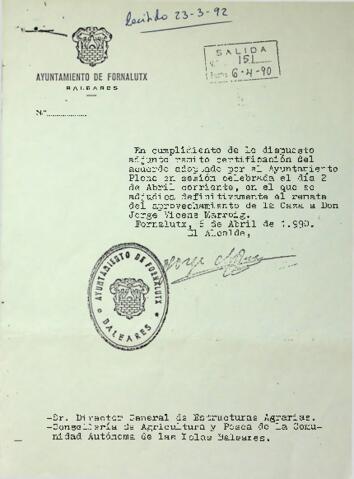 Recibido 23-3-92
SALIDA
N.º 151
Fecha 6-4-90
AYUNTAMIENTO DE FORNALUTX
BALEARES
N.º
En cumplimiento de lo dispuesto
adjunto remito certificación del
acuerdo adoptado por el Ayuntamiento
Pleno en sesión celebrada el día 2
de Abril corriente, en el que se
adjudica definitivamente el remate
del aprovechamiento de la Caza a Don
Jorge Vicens Marroig.
Fornalutx, 5 de Abril de 1.990.
El Alcalde,
AYUNTAMIENTO DE FORNALUTX
BALEARES
-Sr. Director General de Estructuras Agrarias.
-Consellería de Agricultura y Pesca de la Comu-
nidad Autónoma de las Islas Baleares.